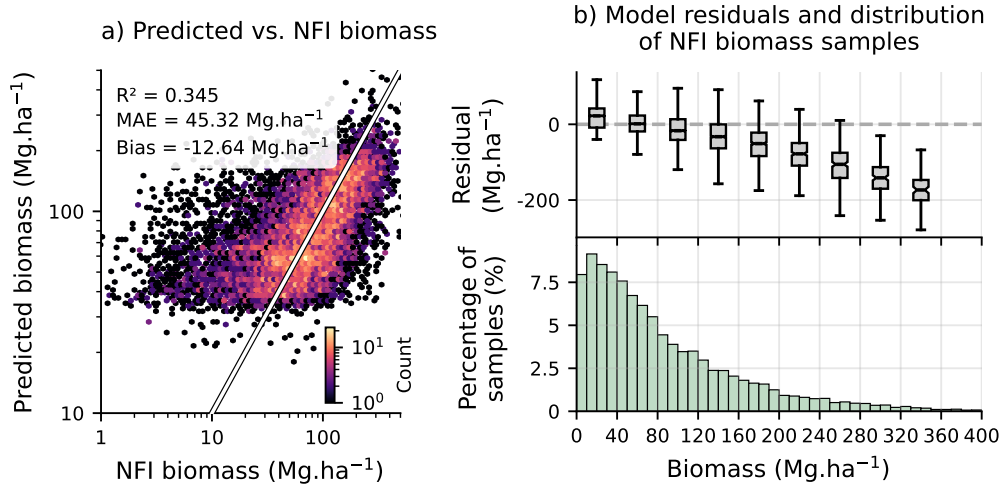 a) Predicted vs. NFI biomass
R² = 0.345
MAE = 45.32 Mg.ha⁻¹
Bias = -12.64 Mg.ha⁻¹
Predicted biomass (Mg.ha⁻¹)
100
10
10¹
10⁰
Count
1 10 100
NFI biomass (Mg.ha⁻¹)
b) Model residuals and distribution
of NFI biomass samples
Residual
(Mg.ha⁻¹)
0
-200
Percentage of
samples (%)
7.5
5
2.5
0
0 40 80 120 160 200 240 280 320 360 400
Biomass (Mg.ha⁻¹)